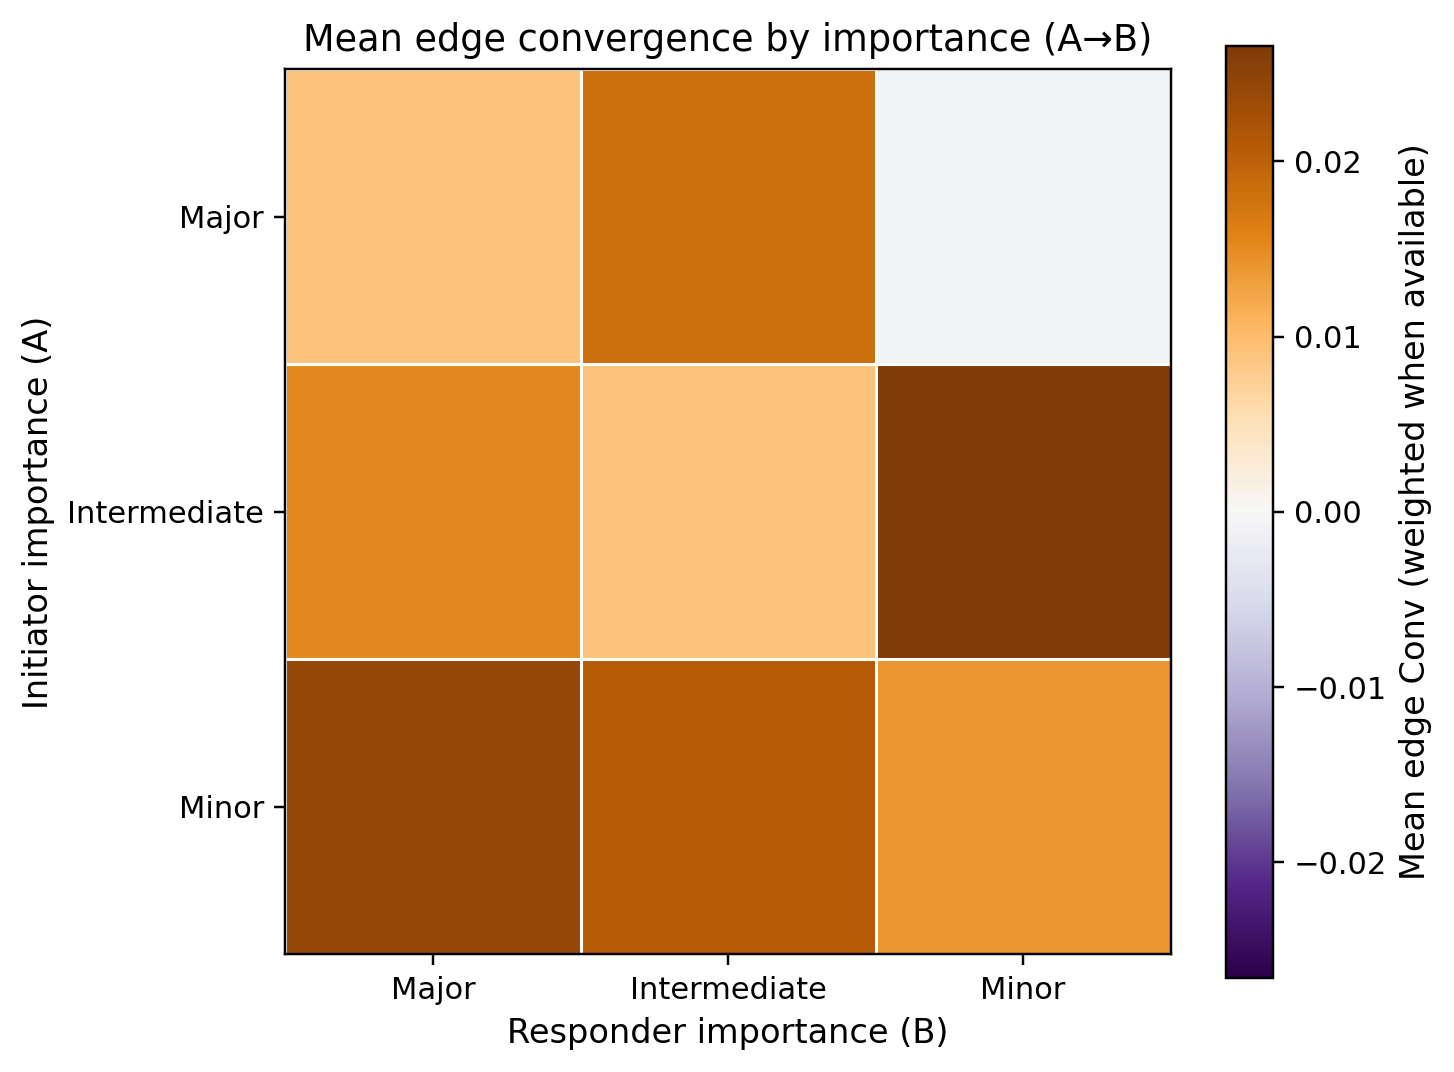 Mean edge convergence by importance (A→B)
Initiator importance (A)
Major
Intermediate
Minor
Major
Intermediate
Minor
Responder importance (B)
0.02
0.01
0.00
−0.01
−0.02
Mean edge Conv (weighted when available)